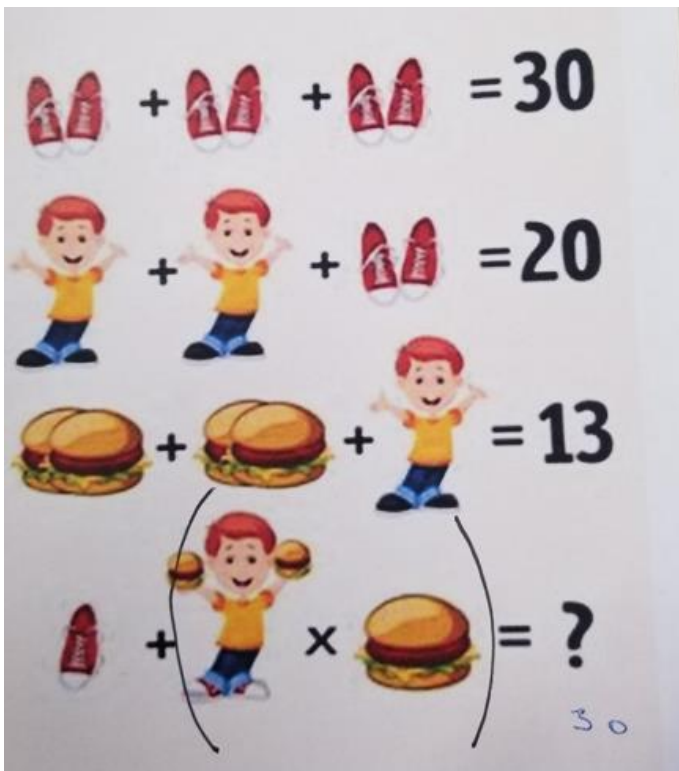 + + = 30
+ + = 20
+ + = 13
+ ( x ) = ?
30